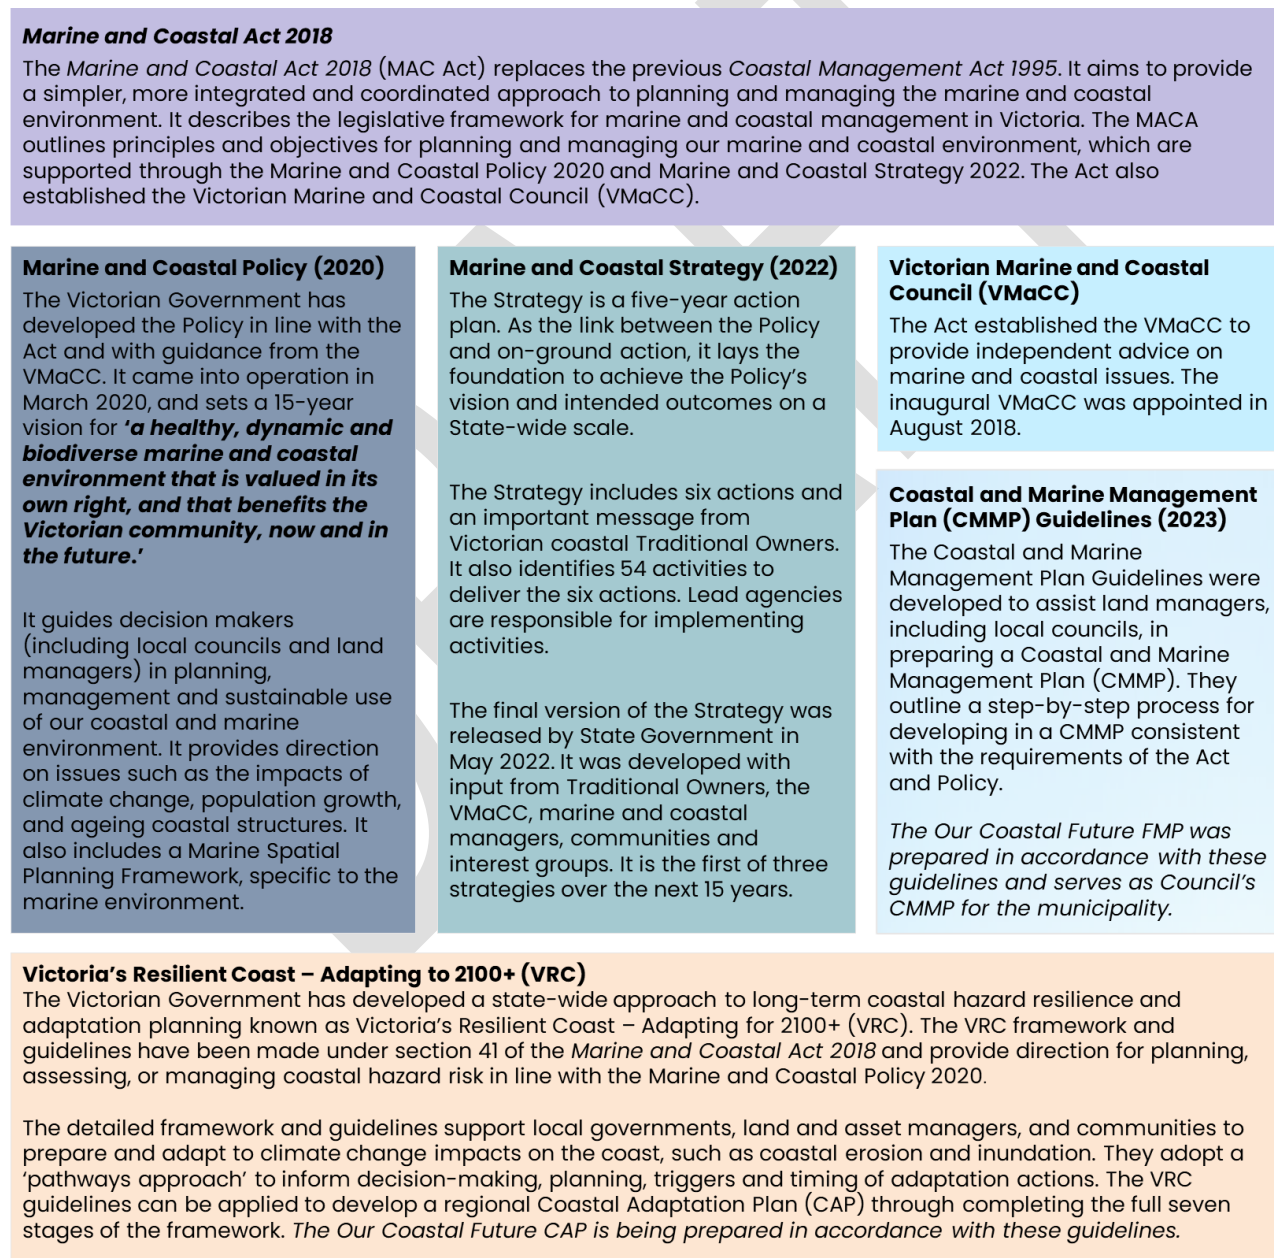 Marine and Coastal Act 2018
The Marine and Coastal Act 2018 (MAC Act) replaces the previous Coastal Management Act 1995. It aims to provide
a simpler, more integrated and coordinated approach to planning and managing the marine and coastal
environment. It describes the legislative framework for marine and coastal management in Victoria. The MACA
outlines principles and objectives for planning and managing our marine and coastal environment, which are
supported through the Marine and Coastal Policy 2020 and Marine and Coastal Strategy 2022. The Act also
established the Victorian Marine and Coastal Council (VMaCC).
Marine and Coastal Policy (2020)
The Victorian Government has
developed the Policy in line with the
Act and with guidance from the
VMaCC. It came into operation in
March 2020, and sets a 15-year
vision for ‘a healthy, dynamic and
biodiverse marine and coastal
environment that is valued in its
own right, and that benefits the
Victorian community, now and in
the future.’
It guides decision makers
(including local councils and land
managers) in planning,
management and sustainable use
of our coastal and marine
environment. It provides direction
on issues such as the impacts of
climate change, population growth,
and ageing coastal structures. It
also includes a Marine Spatial
Planning Framework, specific to the
marine environment.
Marine and Coastal Strategy (2022)
The Strategy is a five-year action
plan. As the link between the Policy
and on-ground action, it lays the
foundation to achieve the Policy’s
vision and intended outcomes on a
State-wide scale.
The Strategy includes six actions and
an important message from
Victorian coastal Traditional Owners.
It also identifies 54 activities to
deliver the six actions. Lead agencies
are responsible for implementing
activities.
The final version of the Strategy was
released by State Government in
May 2022. It was developed with
input from Traditional Owners, the
VMaCC, marine and coastal
managers, communities and
interest groups. It is the first of three
strategies over the next 15 years.
Victorian Marine and Coastal
Council (VMaCC)
The Act established the VMaCC to
provide independent advice on
marine and coastal issues. The
inaugural VMaCC was appointed in
August 2018.
Coastal and Marine Management
Plan (CMMP) Guidelines (2023)
The Coastal and Marine
Management Plan Guidelines were
developed to assist land managers,
including local councils, in
preparing a Coastal and Marine
Management Plan (CMMP). They
outline a step-by-step process for
developing in a CMMP consistent
with the requirements of the Act
and Policy.
The Our Coastal Future FMP was
prepared in accordance with these
guidelines and serves as Council’s
CMMP for the municipality.
Victoria’s Resilient Coast – Adapting to 2100+ (VRC)
The Victorian Government has developed a state-wide approach to long-term coastal hazard resilience and
adaptation planning known as Victoria’s Resilient Coast – Adapting for 2100+ (VRC). The VRC framework and
guidelines have been made under section 41 of the Marine and Coastal Act 2018 and provide direction for planning,
assessing, or managing coastal hazard risk in line with the Marine and Coastal Policy 2020.
The detailed framework and guidelines support local governments, land and asset managers, and communities to
prepare and adapt to climate change impacts on the coast, such as coastal erosion and inundation. They adopt a
‘pathways approach’ to inform decision-making, planning, triggers and timing of adaptation actions. The VRC
guidelines can be applied to develop a regional Coastal Adaptation Plan (CAP) through completing the full seven
stages of the framework. The Our Coastal Future CAP is being prepared in accordance with these guidelines.